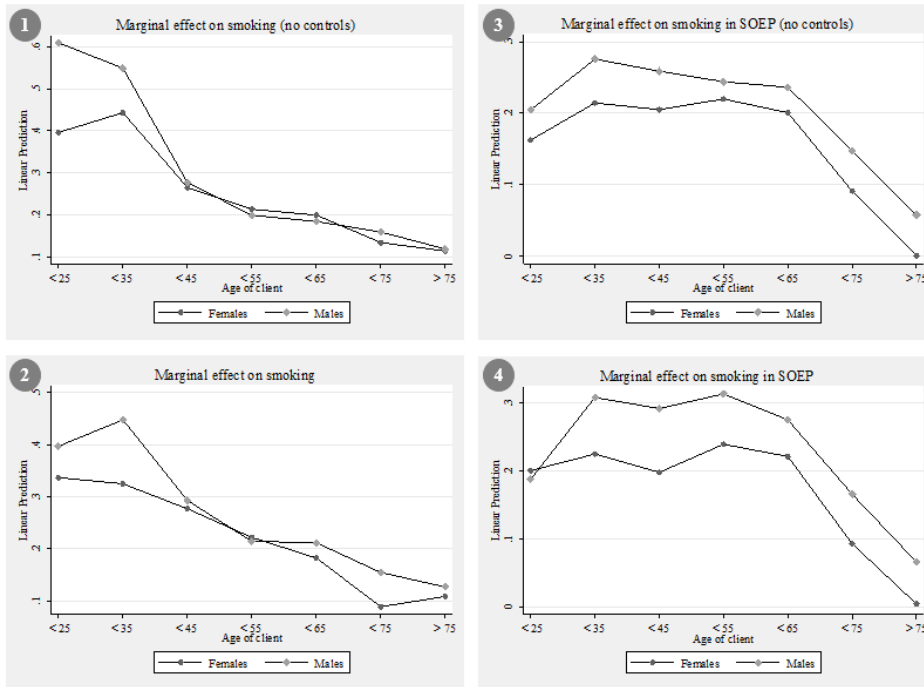 1
Marginal effect on smoking (no controls)
Linear Prediction
.6
.5
.4
.3
.2
.1
<25 <35 <45 <55 <65 <75 >75
Age of client
Females Males
3
Marginal effect on smoking in SOEP (no controls)
Linear Prediction
.3
.2
.1
0
<25 <35 <45 <55 <65 <75 >75
Age of client
Females Males
2
Marginal effect on smoking
Linear Prediction
.5
.4
.3
.2
.1
<25 <35 <45 <55 <65 <75 >75
Age of client
Females Males
4
Marginal effect on smoking in SOEP
Linear Prediction
.3
.2
.1
0
<25 <35 <45 <55 <65 <75 >75
Age of client
Females Males